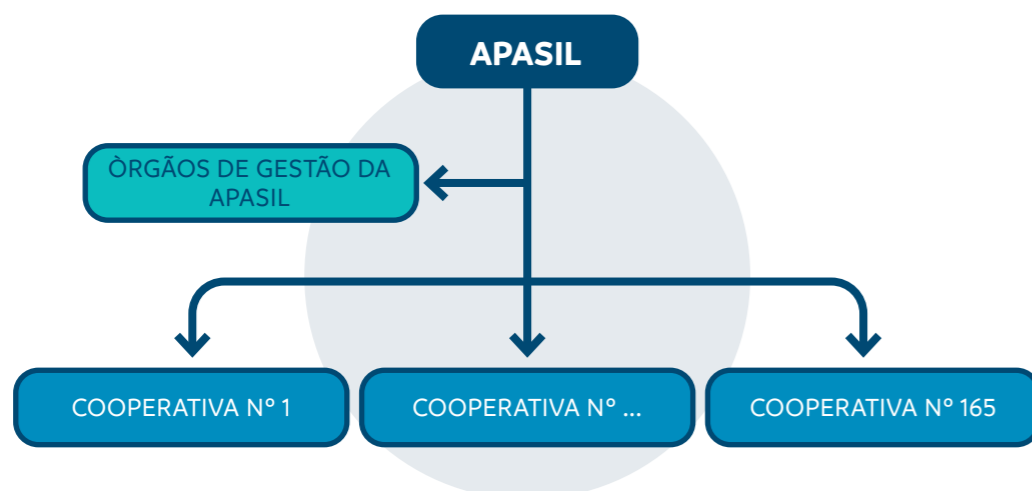 APASIL
ÒRGÃOS DE GESTÃO DA
APASIL
COOPERATIVA Nº 1
COOPERATIVA Nº ...
COOPERATIVA Nº 165